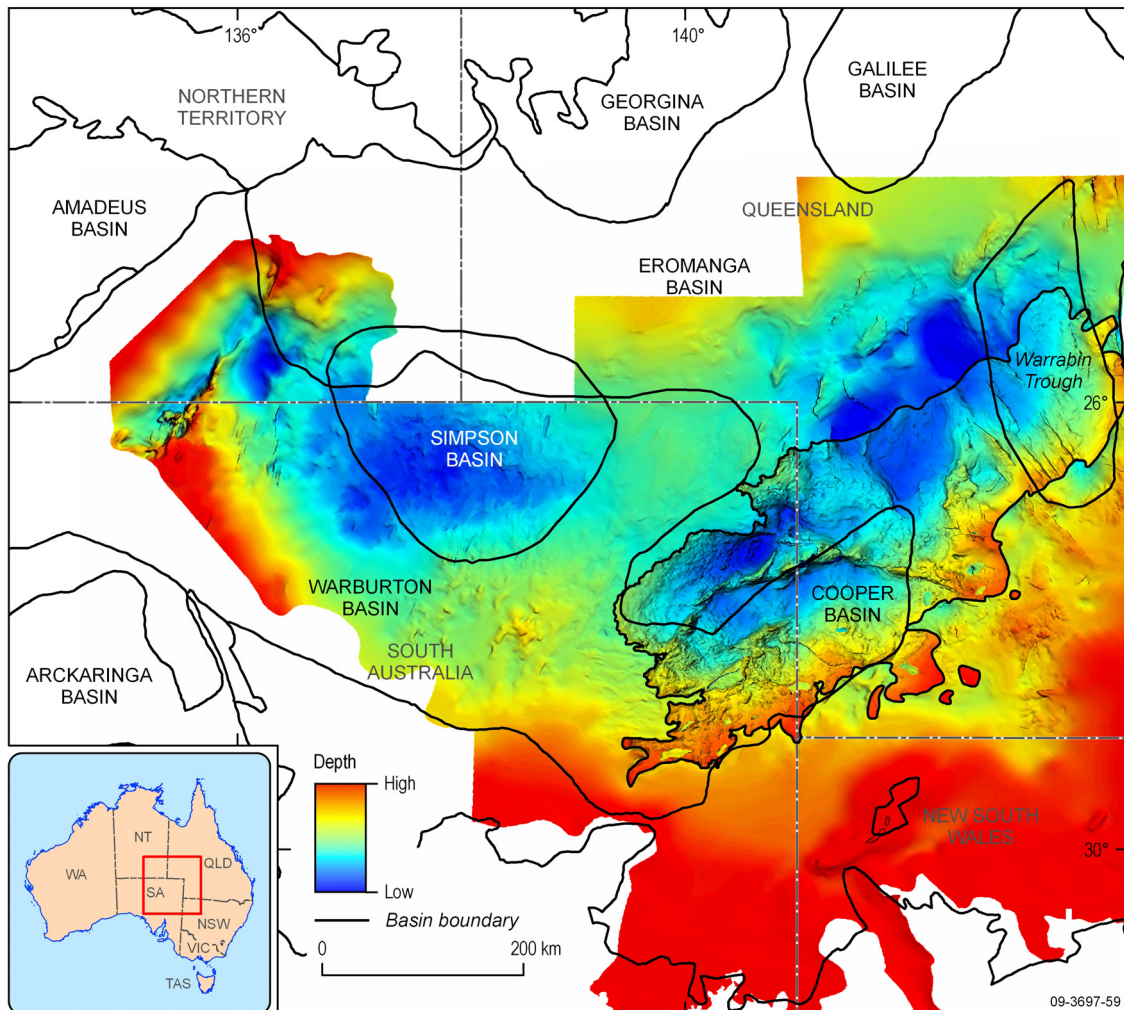 136°
140°
GALILEE
BASIN
NORTHERN
TERRITORY
GEORGINA
BASIN
AMADEUS
BASIN
QUEENSLAND
EROMANGA
BASIN
Warrabin
Trough
26°
SIMPSON
BASIN
WARBURTON
BASIN
COOPER
BASIN
SOUTH
AUSTRALIA
ARCKARINGA
BASIN
Depth
High
Low
Basin boundary
0
200 km
NEW SOUTH
WALES
30°
NT
QLD
WA
SA
NSW
VIC
TAS
09-3697-59